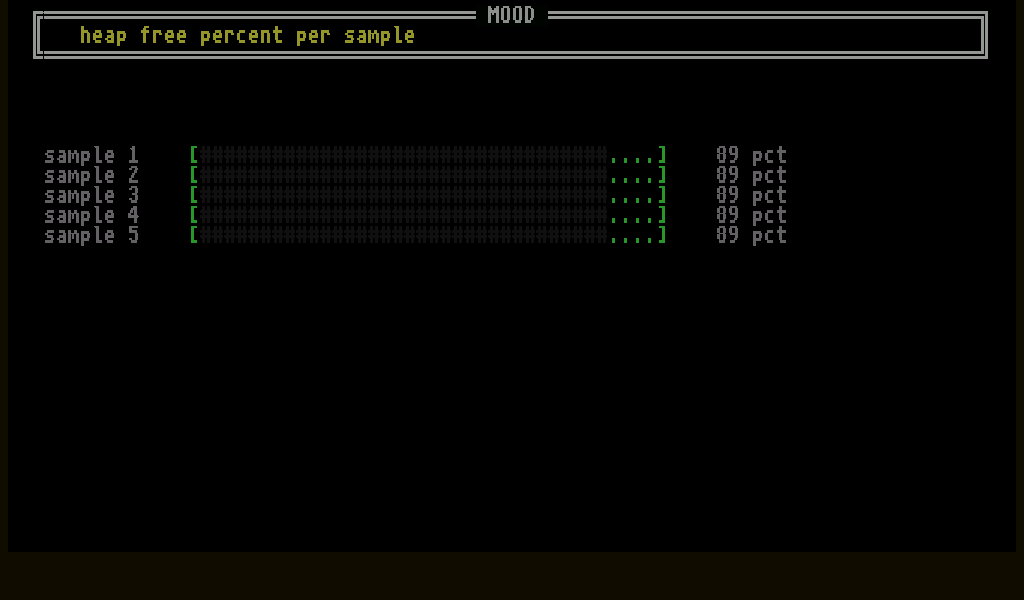 MOOD
heap free percent per sample
sample 1 [##################################....] 89 pct
sample 2 [##################################....] 89 pct
sample 3 [##################################....] 89 pct
sample 4 [##################################....] 89 pct
sample 5 [##################################....] 89 pct